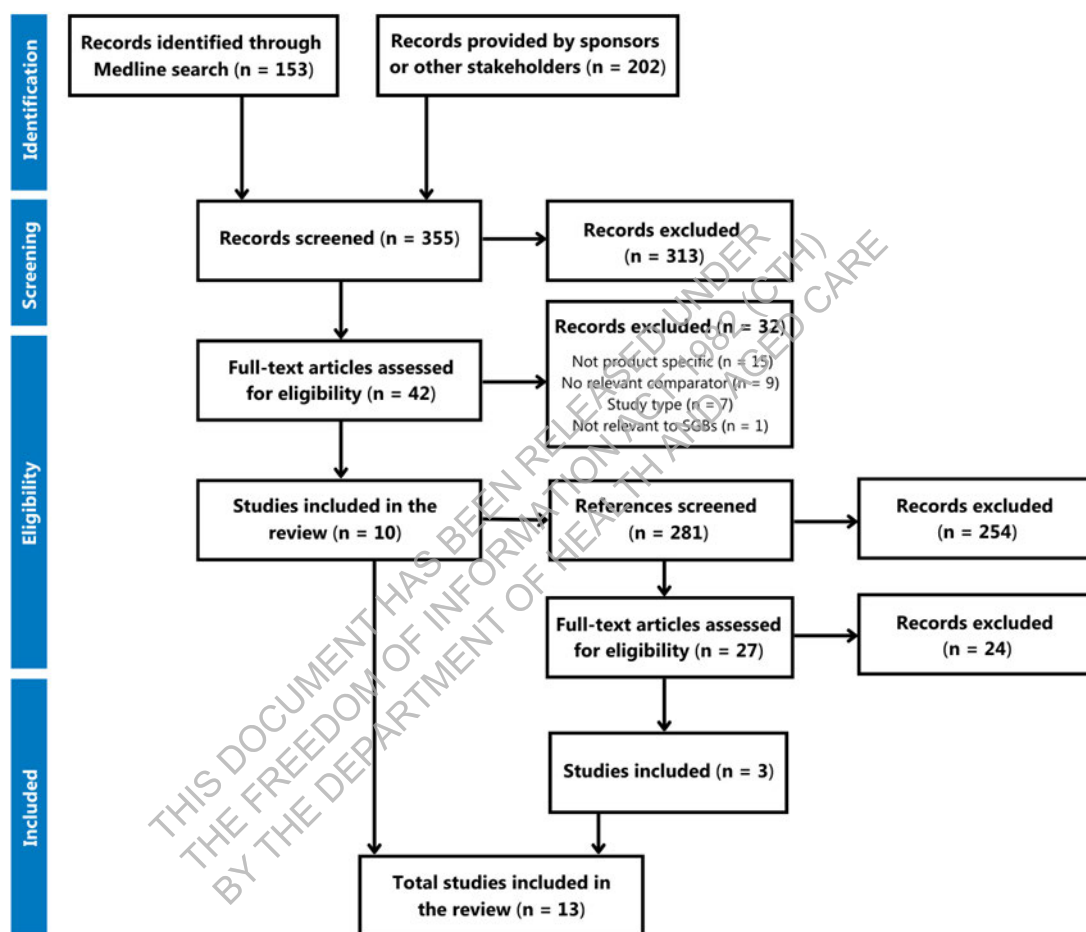 Identification
Records identified through
Medline search (n = 153)
Records provided by sponsors
or other stakeholders (n = 202)
Screening
Records screened (n = 355)
Records excluded
(n = 313)
Eligibility
Full-text articles assessed
for eligibility (n = 42)
Records excluded (n = 32)
Not product specific (n = 15)
No relevant comparator (n = 9)
Study type (n = 7)
Not relevant to SGBs (n = 1)
Studies included in the
review (n = 10)
References screened
(n = 281)
Records excluded
(n = 254)
Full-text articles assessed
for eligibility (n = 27)
Records excluded
(n = 24)
Included
Studies included (n = 3)
Total studies included in
the review (n = 13)
THIS DOCUMENT HAS BEEN RELEASED UNDER
THE FREEDOM OF INFORMATION ACT 1982 (CTH)
BY THE DEPARTMENT OF HEALTH AND AGED CARE